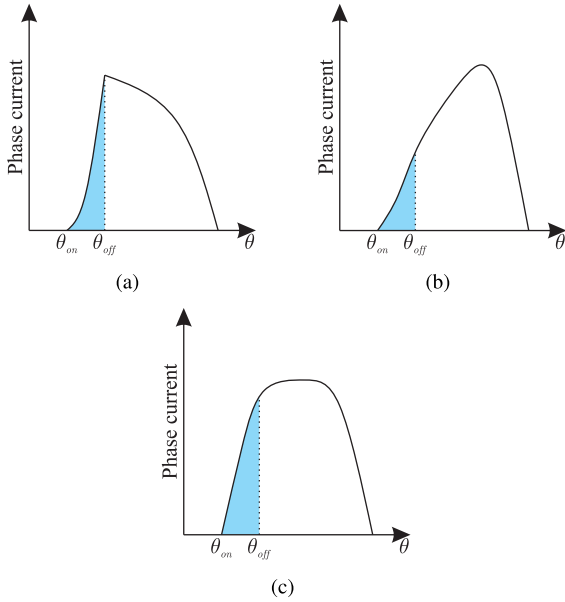 Phase current
θon θoff θ
(a)
Phase current
θon θoff θ
(b)
Phase current
θon θoff θ
(c)